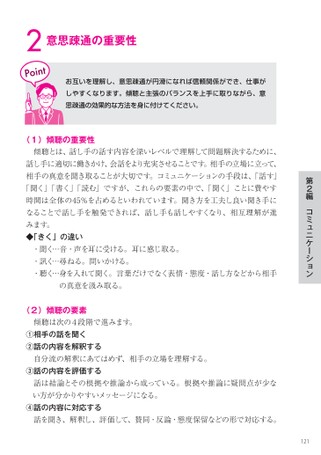 2 意思疎通の重要性
Point
お互いを理解し、意思疎通が円滑になれば信頼関係ができ、仕事が
しやすくなります。傾聴と主張のバランスを上手に取りながら、意
思疎通の効果的な方法を身に付けてください。
（1）傾聴の重要性
傾聴とは、話し手の話す内容を深いレベルで理解して問題解決するために、
話し手に適切に働きかけ、会話をより充実させることです。相手の立場に立って、
相手の真意を聞き取ることが大切です。コミュニケーションの手段は、「話す」
「聞く」「書く」「読む」ですが、これらの要素の中で、「聞く」ことに費やす
時間は全体の45％を占めるといわれています。聞き方を工夫し良い聞き手に
なることで話し手を触発できれば、話し手も話しやすくなり、相互理解が進
みます。
◆「きく」の違い
・聞く…音・声を耳に受ける。耳に感じ取る。
・訊く…尋ねる。問いかける。
・聴く…身を入れて聞く。言葉だけでなく表情・態度・話し方などから相手
の真意を汲み取る。
（2）傾聴の要素
傾聴は次の4段階で進みます。
①相手の話を聞く
②話の内容を解釈する
自分流の解釈にあてはめず、相手の立場を理解する。
③話の内容を評価する
話は結論とその根拠や推論から成っている。根拠や推論に疑問点が少な
い方が分かりやすいメッセージになる。
④話の内容に対応する
話を聞き、解釈し、評価して、賛同・反論・態度保留などの形で対応する。
第2編 コミュニケーション
121